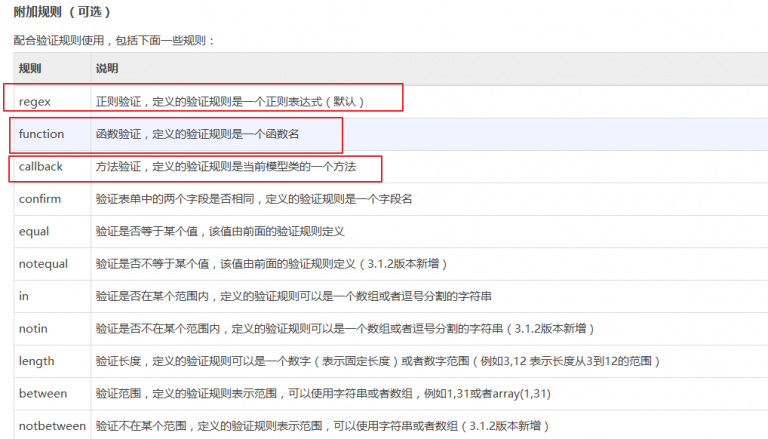 附加规则 （可选）
配合验证规则使用，包括下面一些规则：
规则 说明
regex 正则验证，定义的验证规则是一个正则表达式（默认）
function 函数验证，定义的验证规则是一个函数名
callback 方法验证，定义的验证规则是当前模型类的一个方法
confirm 验证表单中的两个字段是否相同，定义的验证规则是一个字段名
equal 验证是否等于某个值，该值由前面的验证规则定义
notequal 验证是否不等于某个值，该值由前面的验证规则定义（3.1.2版本新增）
in 验证是否在某个范围内，定义的验证规则可以是一个数组或者逗号分割的字符串
notin 验证是否不在某个范围内，定义的验证规则可以是一个数组或者逗号分割的字符串（3.1.2版本新增）
length 验证长度，定义的验证规则可以是一个数字（表示固定长度）或者数字范围（例如3,12 表示长度从3到12的范围）
between 验证范围，定义的验证规则表示范围，可以使用字符串或者数组，例如1,31或者array(1,31)
notbetween 验证不在某个范围，定义的验证规则表示范围，可以使用字符串或者数组（3.1.2版本新增）